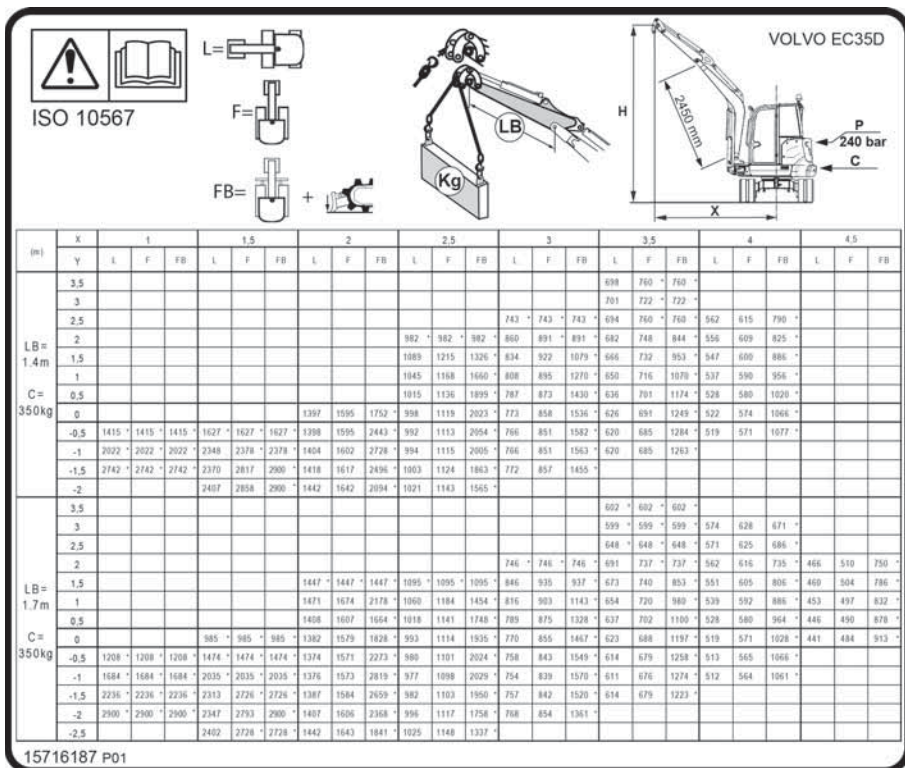 VOLVO EC35D
ISO 10567
L=
F=
FB= +
LB
Kg
H
2450 mm
P
240 bar
C
X
(m) X 1 1,5 2 2,5 3 3,5 4 4,5
Y L F FB L F FB L F FB L F FB L F FB L F FB L F FB L F FB
LB= 1.4m C= 350kg
3,5 698 760 * 760 *
3 701 722 * 722 *
2,5 743 * 743 * 743 * 694 760 * 760 * 562 615 790 *
2 982 * 982 * 982 * 860 891 * 891 * 682 748 844 * 556 609 825 *
1,5 1089 1215 1326 * 834 922 1079 * 666 732 953 * 547 600 886 *
1 1045 1168 1660 * 808 895 1270 * 650 716 1070 * 537 590 956 *
0,5 1015 1136 1899 * 787 873 1430 * 636 701 1174 * 528 580 1020 *
0 1397 1595 1752 * 998 1119 2023 * 773 858 1536 * 626 691 1249 * 522 574 1066 *
-0,5 1415 * 1415 * 1415 * 1627 * 1627 * 1627 * 1398 1595 2443 * 992 1113 2054 * 766 851 1582 * 620 685 1284 * 519 571 1077 *
-1 2022 * 2022 * 2022 * 2348 2378 * 2378 * 1404 1602 2728 * 994 1115 2005 * 766 851 1563 * 620 685 1263 *
-1,5 2742 * 2742 * 2742 * 2370 2817 2900 * 1418 1617 2496 * 1003 1124 1863 * 772 857 1455 *
-2 2407 2858 2900 * 1442 1642 2094 * 1021 1143 1565 *
LB= 1.7m C= 350kg
3,5 602 * 602 * 602 *
3 599 * 599 * 599 * 574 628 671 *
2,5 648 * 648 * 648 * 571 625 686 *
2 746 * 746 * 746 * 691 737 * 737 * 562 616 735 * 466 510 750 *
1,5 1447 * 1447 * 1447 * 1095 * 1095 * 1095 * 846 935 937 * 673 740 853 * 551 605 806 * 460 504 786 *
1 1471 1674 2178 * 1060 1184 1454 * 816 903 1143 * 654 720 980 * 539 592 886 * 453 497 832 *
0,5 1408 1607 1664 * 1018 1141 1748 * 789 875 1328 * 637 702 1100 * 528 580 964 * 446 490 878 *
0 985 * 985 * 985 * 1382 1579 1828 * 993 1114 1935 * 770 855 1467 * 623 688 1197 * 519 571 1028 * 441 484 913 *
-0,5 1208 * 1208 * 1208 * 1474 * 1474 * 1474 * 1374 1571 2273 * 980 1101 2024 * 758 843 1549 * 614 679 1258 * 513 565 1066 *
-1 1684 * 1684 * 1684 * 2035 * 2035 * 2035 * 1376 1573 2819 * 977 1098 2029 * 754 839 1570 * 611 676 1274 * 512 564 1061 *
-1,5 2236 * 2236 * 2236 * 2313 2726 * 2726 * 1387 1584 2659 * 982 1103 1950 * 757 842 1520 * 614 679 1223 *
-2 2900 * 2900 * 2900 * 2347 2793 2900 * 1407 1606 2368 * 996 1117 1758 * 768 854 1361 *
-2,5 2402 2728 * 2728 * 1442 1643 1841 * 1025 1148 1337 *
15716187 P01